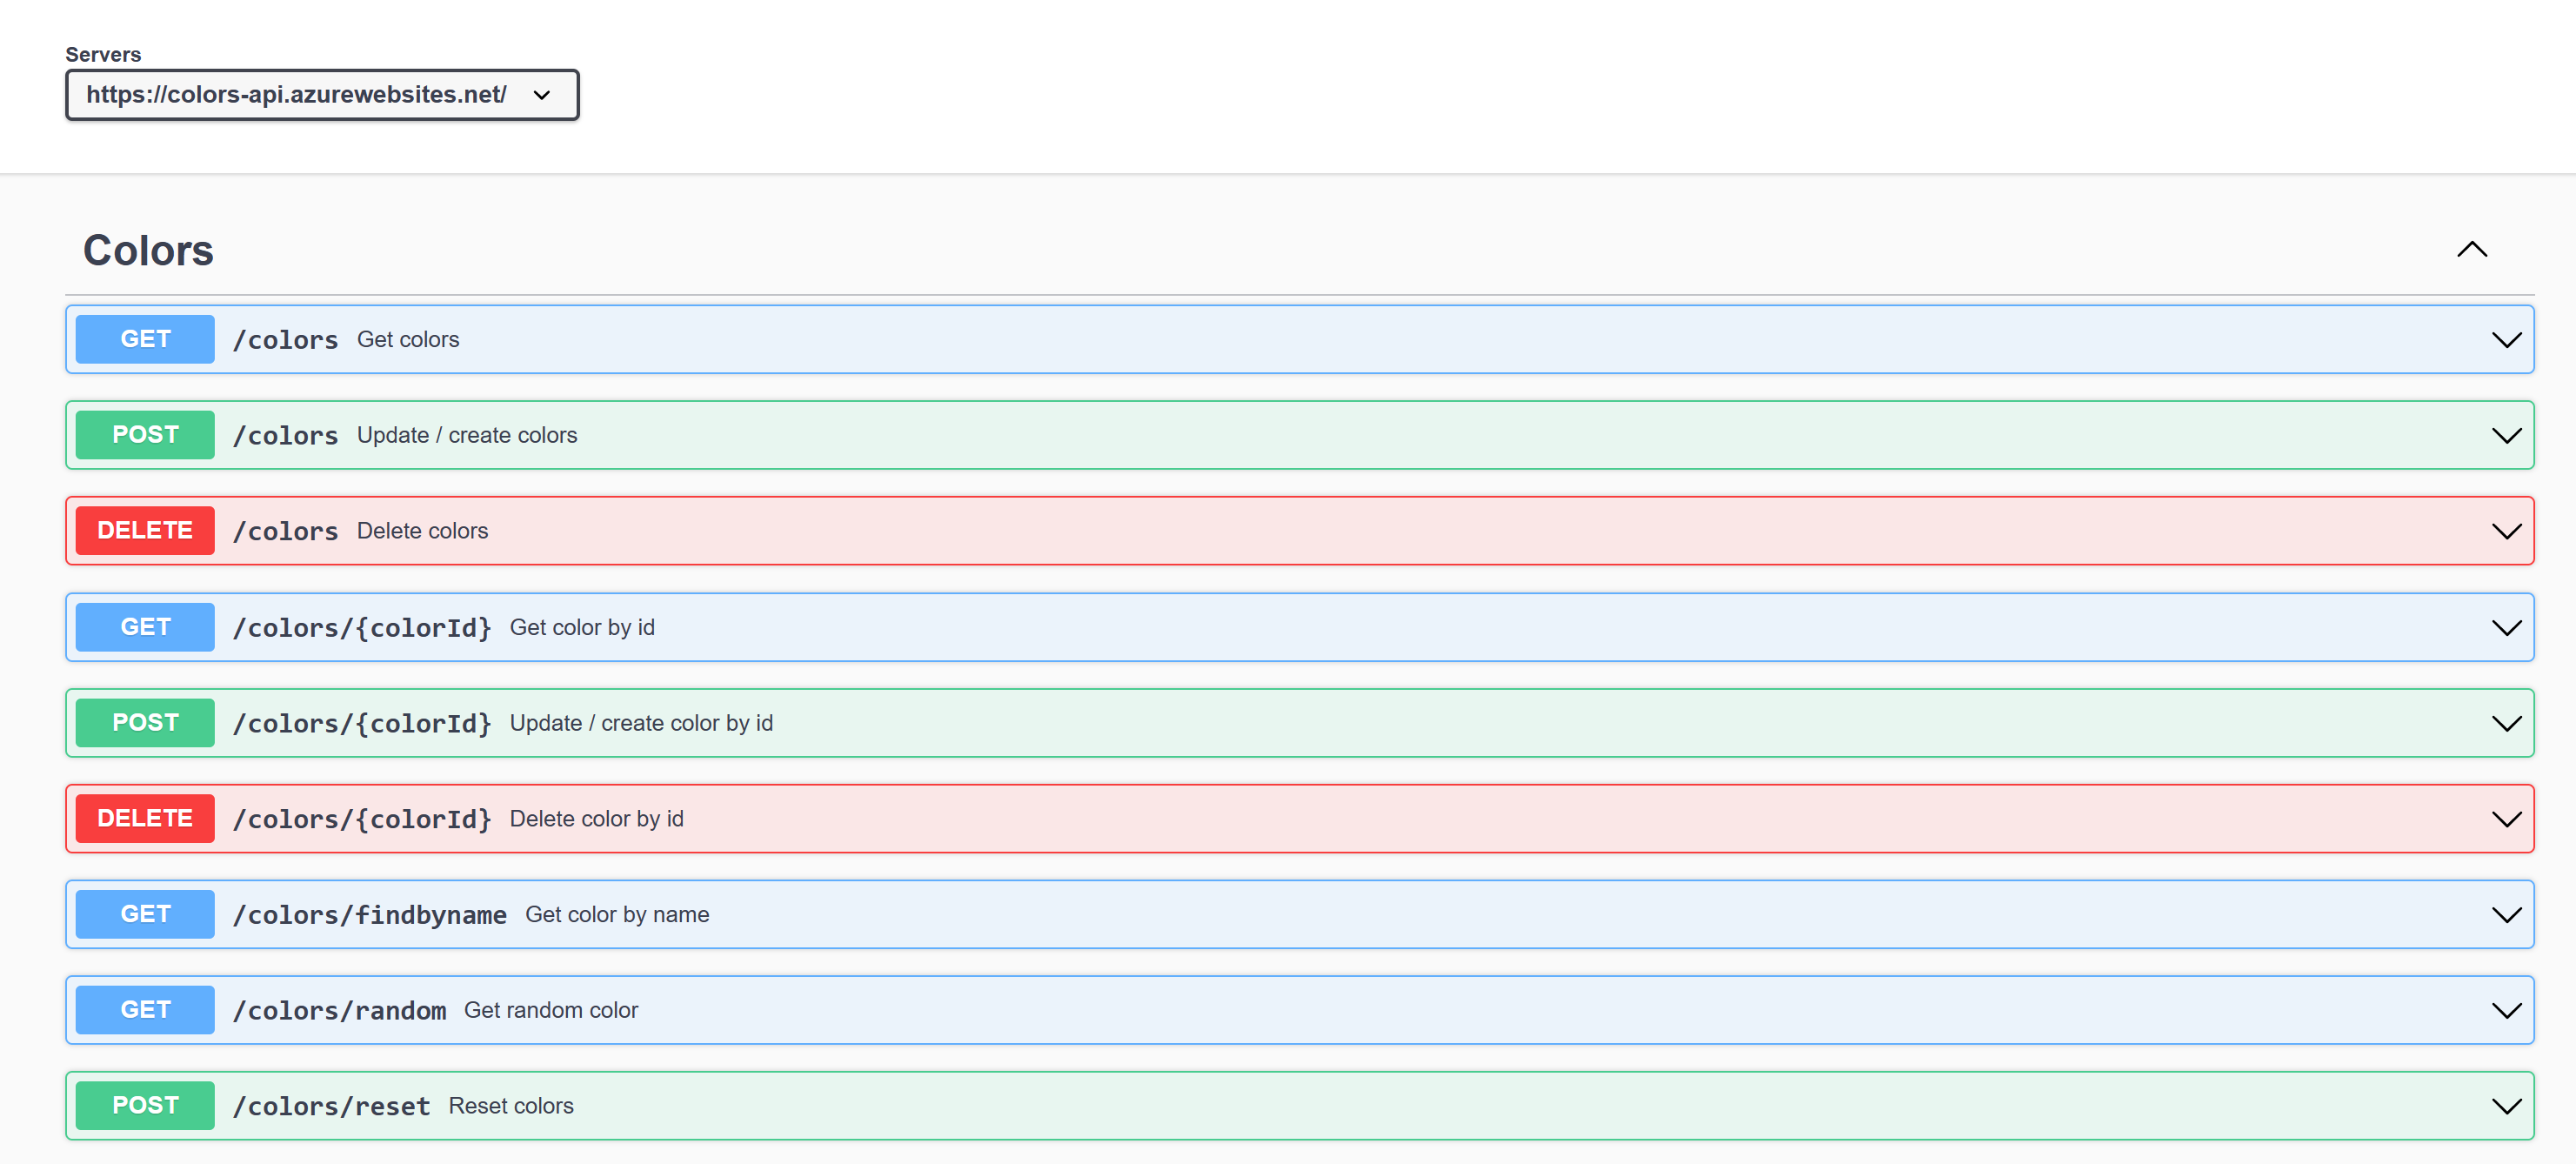 Servers
https://colors-api.azurewebsites.net/
Colors
GET /colors Get colors
POST /colors Update / create colors
DELETE /colors Delete colors
GET /colors/{colorId} Get color by id
POST /colors/{colorId} Update / create color by id
DELETE /colors/{colorId} Delete color by id
GET /colors/findbyname Get color by name
GET /colors/random Get random color
POST /colors/reset Reset colors